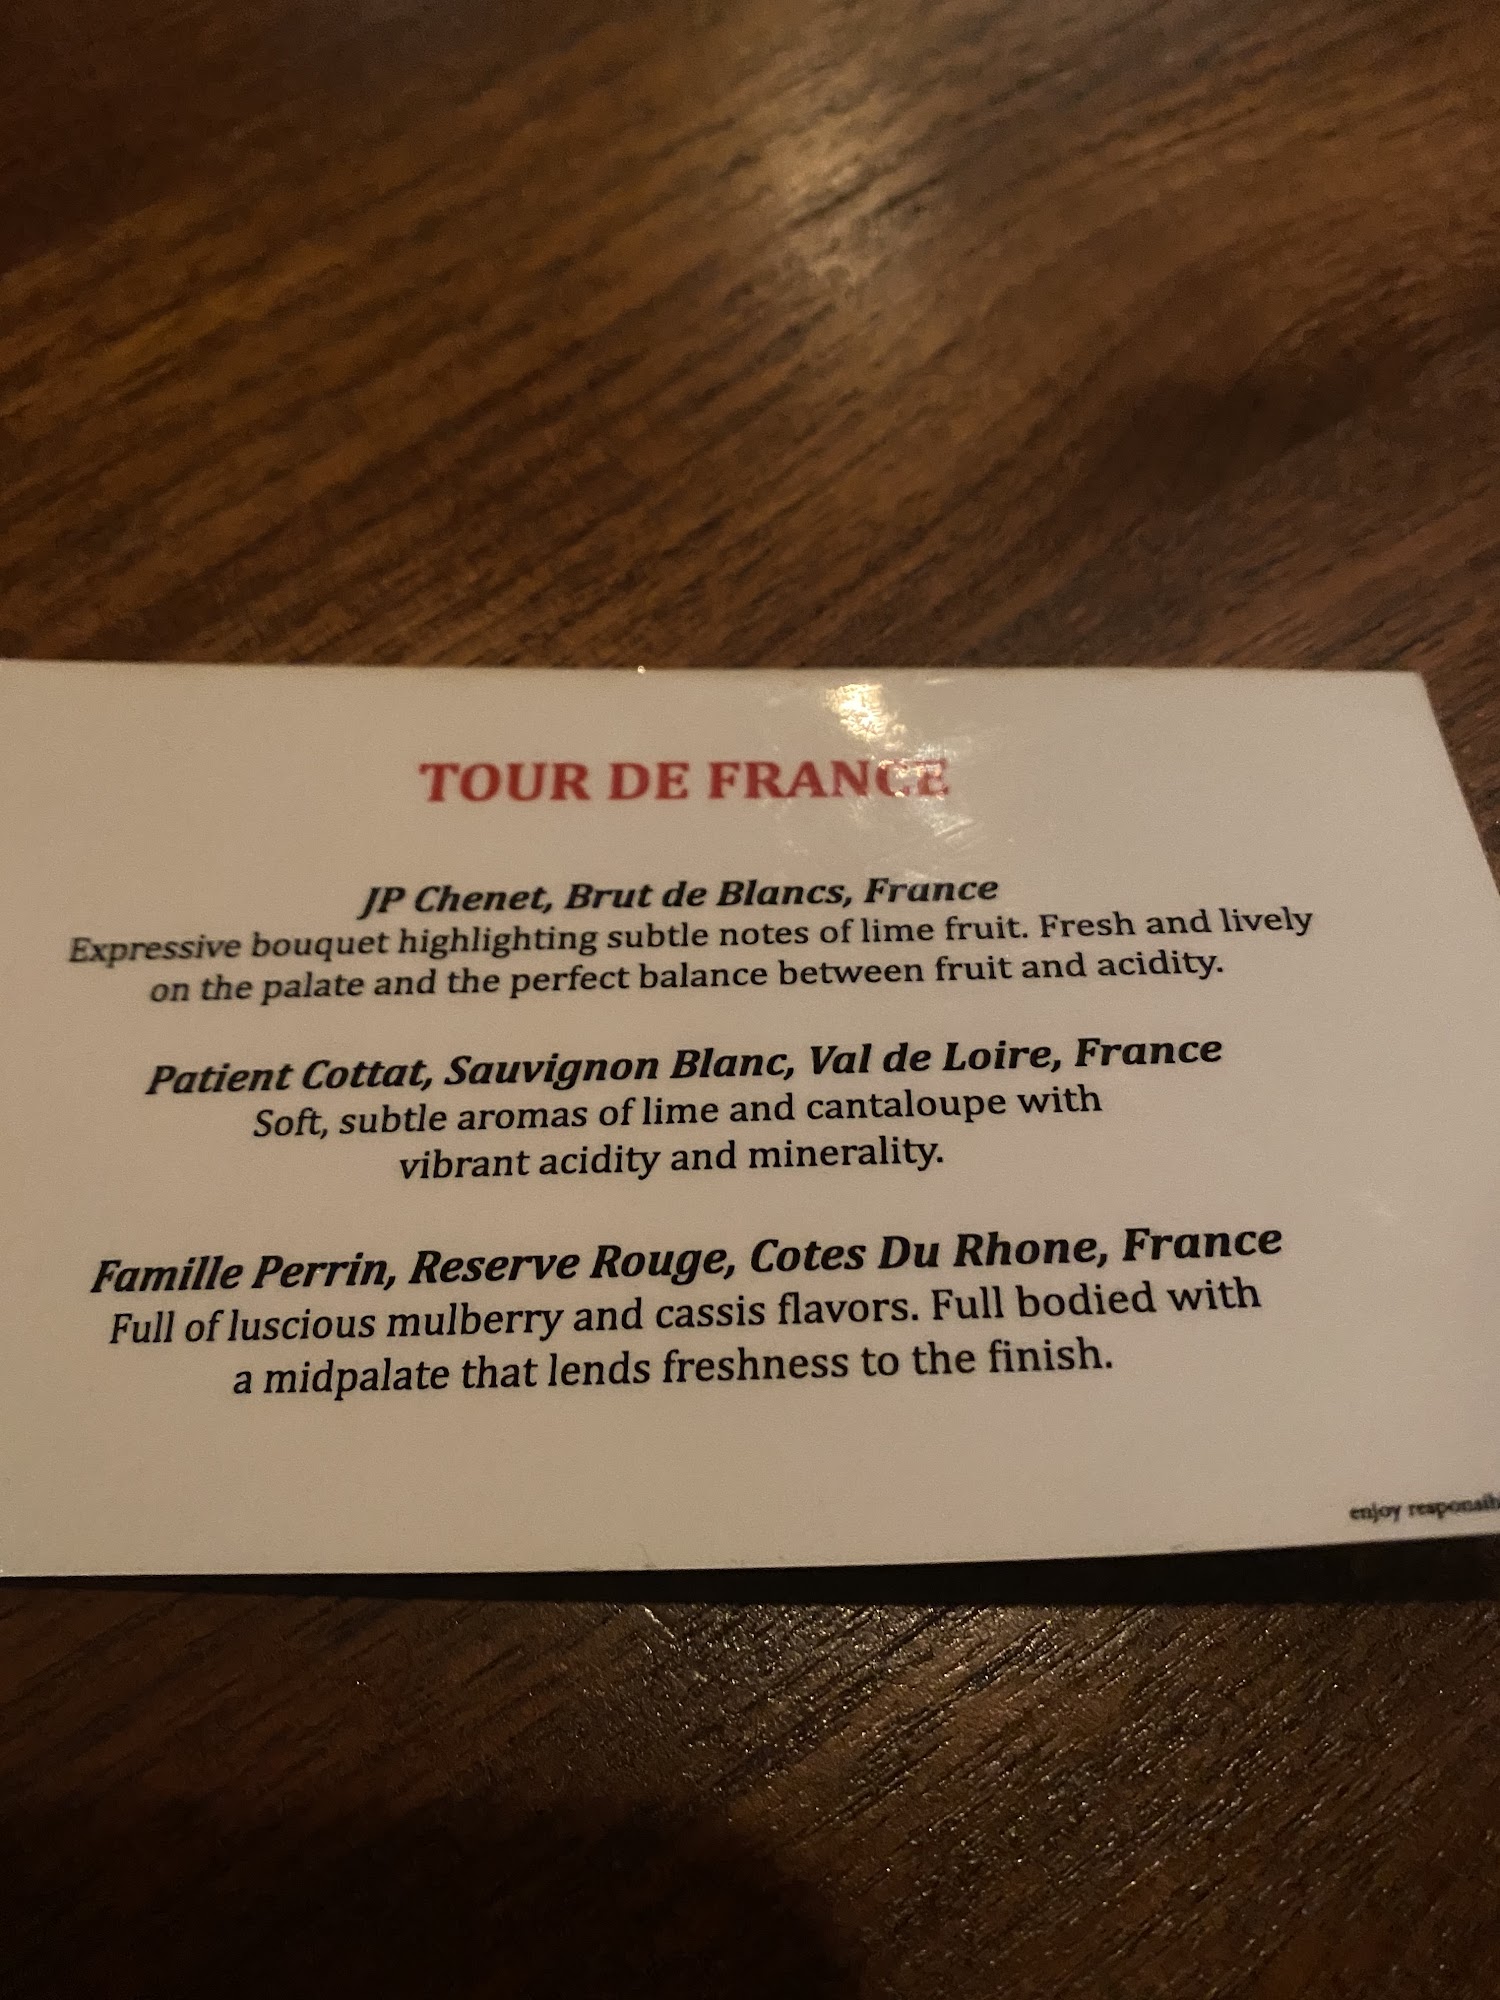 TOUR DE FRANCE
JP Chenet, Brut de Blancs, France
Expressive bouquet highlighting subtle notes of lime fruit. Fresh and lively
on the palate and the perfect balance between fruit and acidity.
Patient Cottat, Sauvignon Blanc, Val de Loire, France
Soft, subtle aromas of lime and cantaloupe with
vibrant acidity and minerality.
Famille Perrin, Reserve Rouge, Cotes Du Rhone, France
Full of luscious mulberry and cassis flavors. Full bodied with
a midpalate that lends freshness to the finish.
enjoy